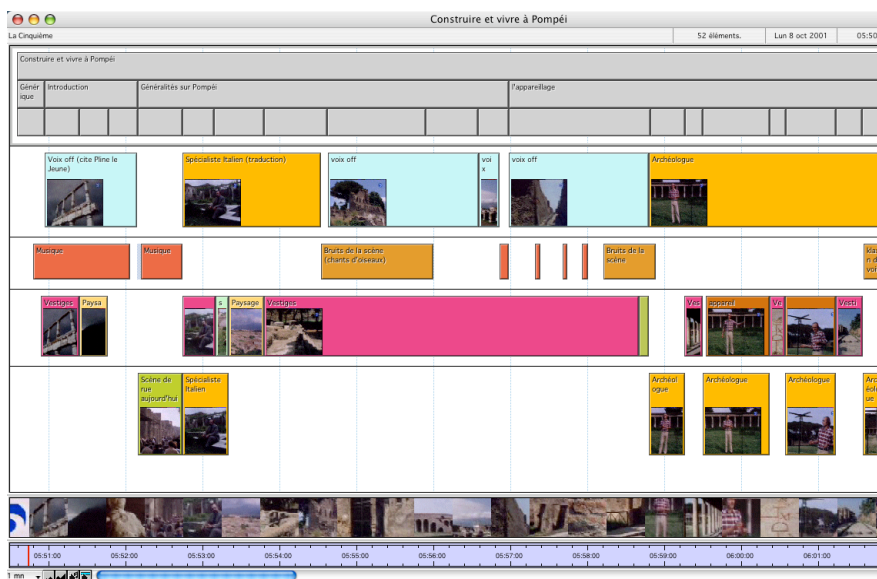 Construire et vivre à Pompéi
La Cinquième
52 éléments.
Lun 8 oct 2001
05:50
Construire et vivre à Pompéi
Génér
ique
Introduction
Généralités sur Pompéi
l'appareillage
Voix off (cite Pline le
Jeune)
Spécialiste Italien (traduction)
voix off
voi
x
voix off
Archéologue
Musique
Musique
Bruits de la scène
(chants d'oiseaux)
Bruits de la
scène
kla
n d
voi
Vestiges
Paysa
s
Paysage
Vestiges
Ves
appareil
Ve
Vesti
Scène de
rue
aujourd'hui
Spécialiste
Italien
Archéol
ogue
Archéologue
Archéologue
Arc
éolo
ue
05:51:00
05:52:00
05:53:00
05:54:00
05:55:00
05:56:00
05:57:00
05:58:00
05:59:00
06:00:00
06:01:00
1 mn